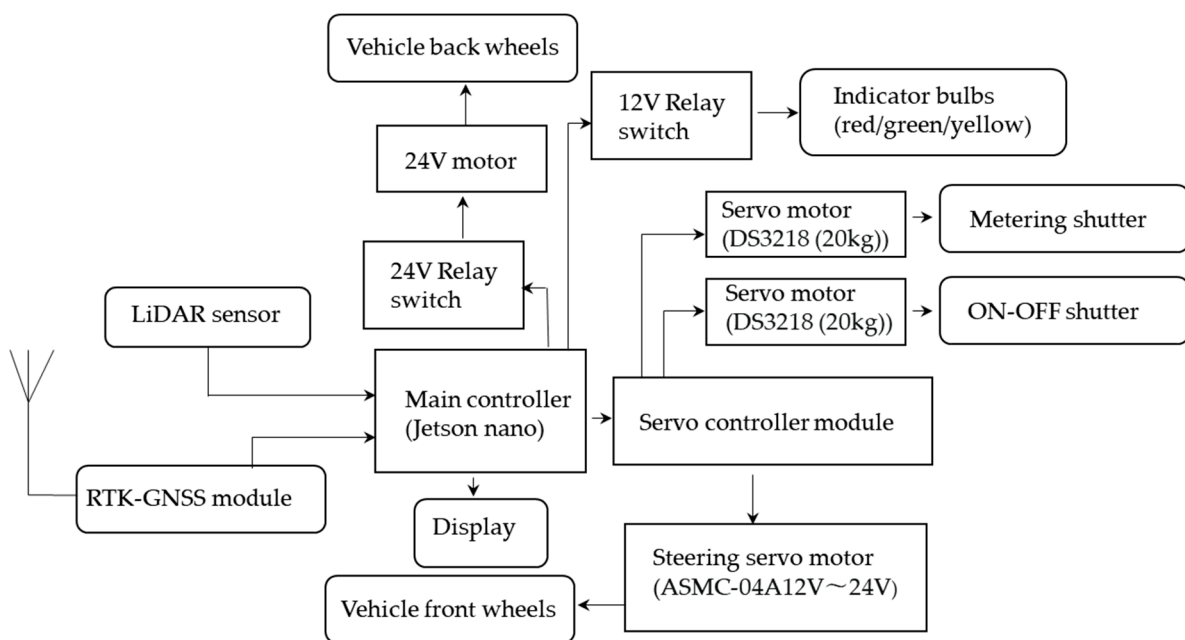 Vehicle back wheels
12V Relay
switch
Indicator bulbs
(red/green/yellow)
24V motor
Servo motor
(DS3218 (20kg))
Metering shutter
24V Relay
switch
Servo motor
(DS3218 (20kg))
ON-OFF shutter
LiDAR sensor
Main controller
(Jetson nano)
Servo controller module
RTK-GNSS module
Display
Steering servo motor
(ASMC-04A12V～24V)
Vehicle front wheels